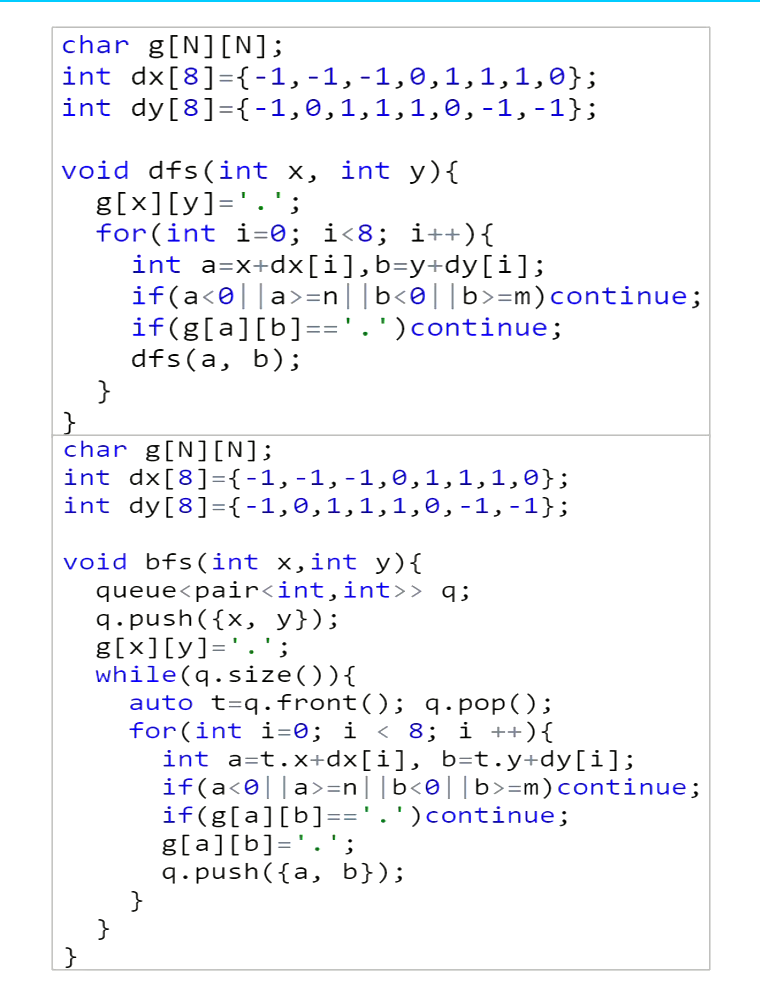 char g[N][N];
int dx[8]={-1,-1,-1,0,1,1,1,0};
int dy[8]={-1,0,1,1,1,0,-1,-1};

void dfs(int x, int y){
  g[x][y]='.';
  for(int i=0; i<8; i++){
    int a=x+dx[i],b=y+dy[i];
    if(a<0||a>=n||b<0||b>=m)continue;
    if(g[a][b]=='.')continue;
    dfs(a, b);
  }
}
char g[N][N];
int dx[8]={-1,-1,-1,0,1,1,1,0};
int dy[8]={-1,0,1,1,1,0,-1,-1};

void bfs(int x,int y){
  queue<pair<int,int>> q;
  q.push({x, y});
  g[x][y]='.';
  while(q.size()){
    auto t=q.front(); q.pop();
    for(int i=0; i < 8; i ++){
      int a=t.x+dx[i], b=t.y+dy[i];
      if(a<0||a>=n||b<0||b>=m)continue;
      if(g[a][b]=='.')continue;
      g[a][b]='.';
      q.push({a, b});
    }
  }
}